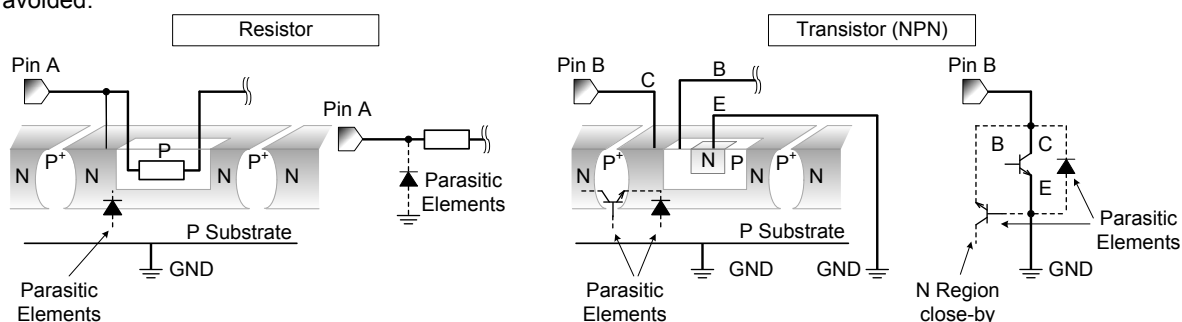 avoided.
Resistor
Transistor (NPN)
Pin A
Pin A
N P+ N P N P+ N
Parasitic
Elements
P Substrate
GND
Parasitic
Elements
Pin B
C
B
E
N P+ N P N P+ N
P Substrate
GND
GND
Parasitic
Elements
Pin B
B C
E
Parasitic
Elements
GND
N Region
close-by